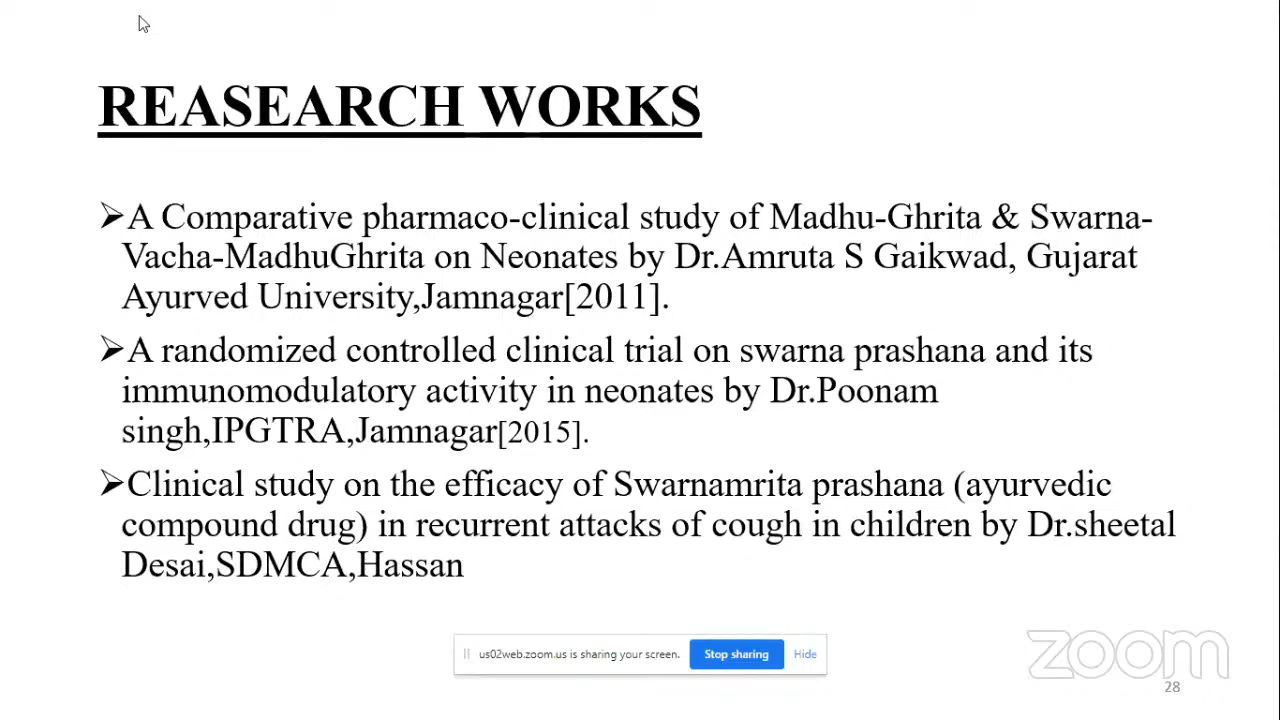 REASEARCH WORKS
➢A Comparative pharmaco-clinical study of Madhu-Ghrita & Swarna-
Vacha-MadhuGhrita on Neonates by Dr.Amruta S Gaikwad, Gujarat
Ayurved University,Jamnagar[2011].
➢A randomized controlled clinical trial on swarna prashana and its
immunomodulatory activity in neonates by Dr.Poonam
singh,IPGTRA,Jamnagar[2015].
➢Clinical study on the efficacy of Swarnamrita prashana (ayurvedic
compound drug) in recurrent attacks of cough in children by Dr.sheetal
Desai,SDMCA,Hassan
us02web.zoom.us is sharing your screen. Stop sharing Hide
zoom
28